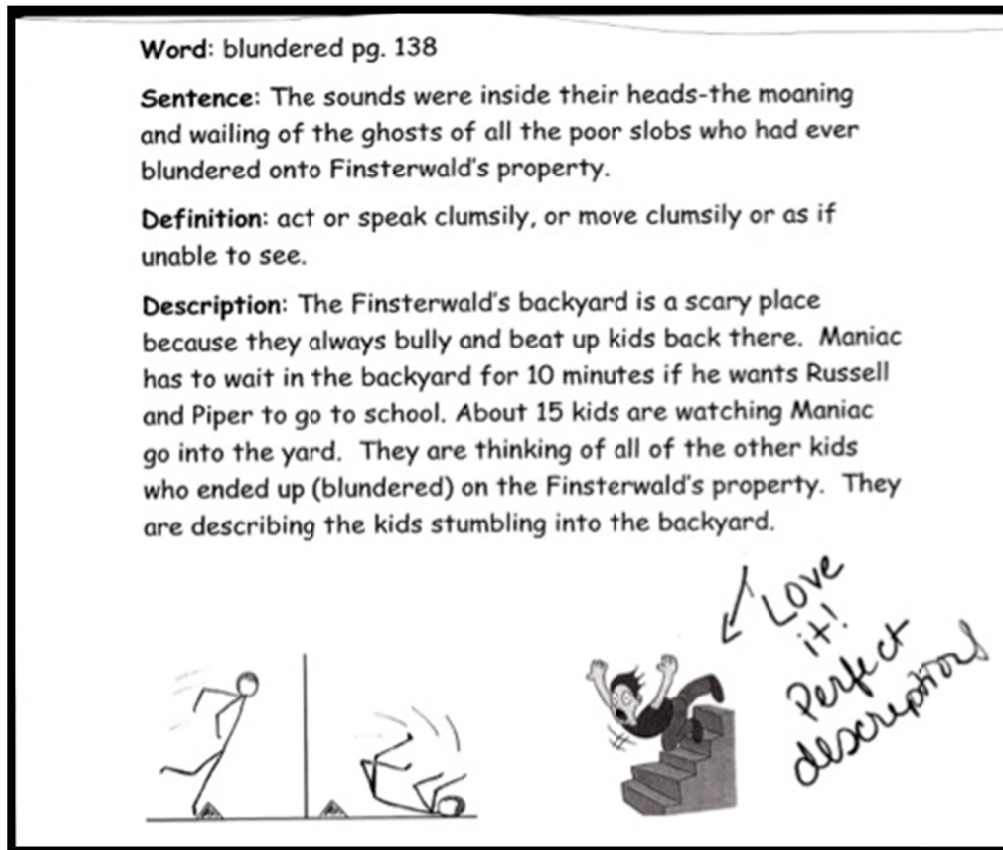 Word: blundered pg. 138
Sentence: The sounds were inside their heads-the moaning
and wailing of the ghosts of all the poor slobs who had ever
blundered onto Finsterwald's property.
Definition: act or speak clumsily, or move clumsily or as if
unable to see.
Description: The Finsterwald's backyard is a scary place
because they always bully and beat up kids back there. Maniac
has to wait in the backyard for 10 minutes if he wants Russell
and Piper to go to school. About 15 kids are watching Maniac
go into the yard. They are thinking of all of the other kids
who ended up (blundered) on the Finsterwald's property. They
are describing the kids stumbling into the backyard.
Love
it!
Perfect
descriptions